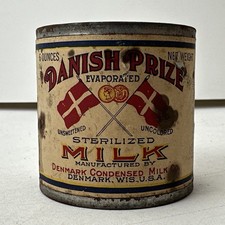 6 OUNCES NET WEIGHT
DANISH PRIZE
EVAPORATED
UNSWEETENED UNCOLORED
STERILIZED
MILK
MANUFACTURED BY
DENMARK CONDENSED MILK
DENMARK, WIS. U.S.A.